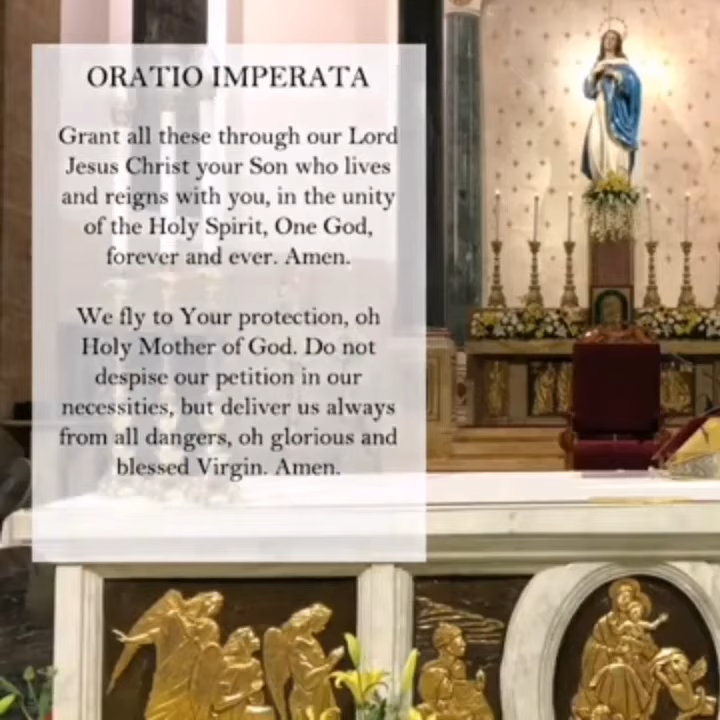 ORATIO IMPERATA
Grant all these through our Lord
Jesus Christ your Son who lives
and reigns with you, in the unity
of the Holy Spirit, One God,
forever and ever. Amen.
We fly to Your protection, oh
Holy Mother of God. Do not
despise our petition in our
necessities, but deliver us always
from all dangers, oh glorious and
blessed Virgin. Amen.